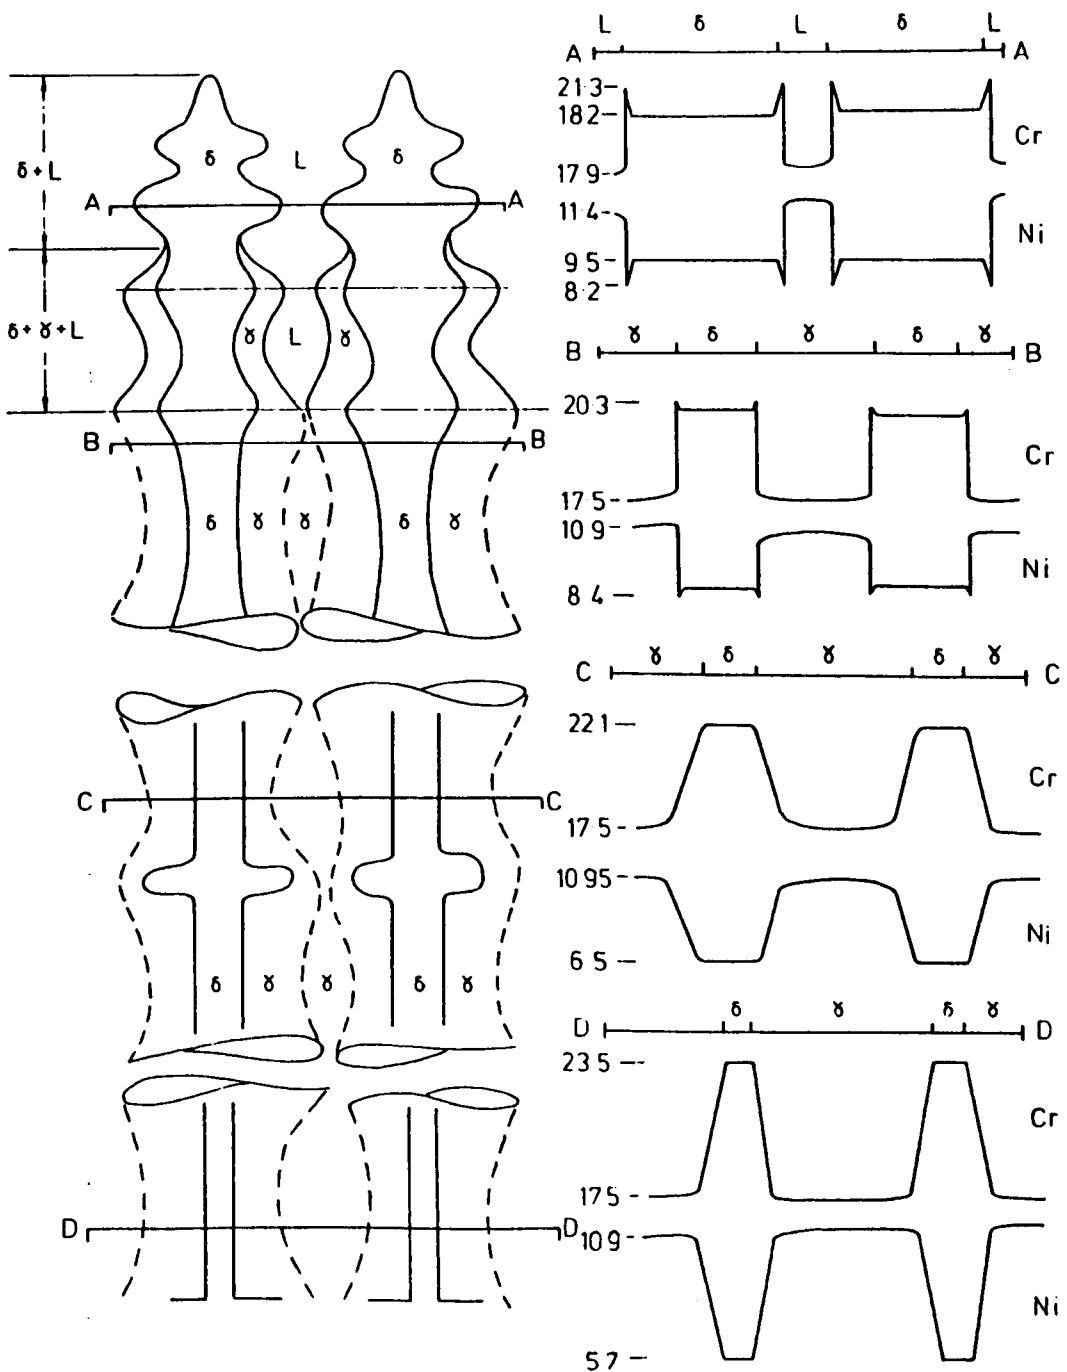 L δ L δ L
A A
21·3-
18·2-
Cr
17·9-
11·4-
Ni
9·5-
8·2-
δ+L
δ δ
L
A A
δ+γ+L
γ L γ
B B
δ γ γ δ γ
γ δ γ δ γ
B B
20·3 —
Cr
17·5 -
10·9 -
Ni
8·4 -
C C
δ γ γ δ γ
γ δ γ δ γ
C C
22·1 —
Cr
17·5 -
10·95 -
Ni
6·5 —
D D
δ γ δ γ
D D
23·5 --
Cr
17·5 -
10·9 -
Ni
5·7 —